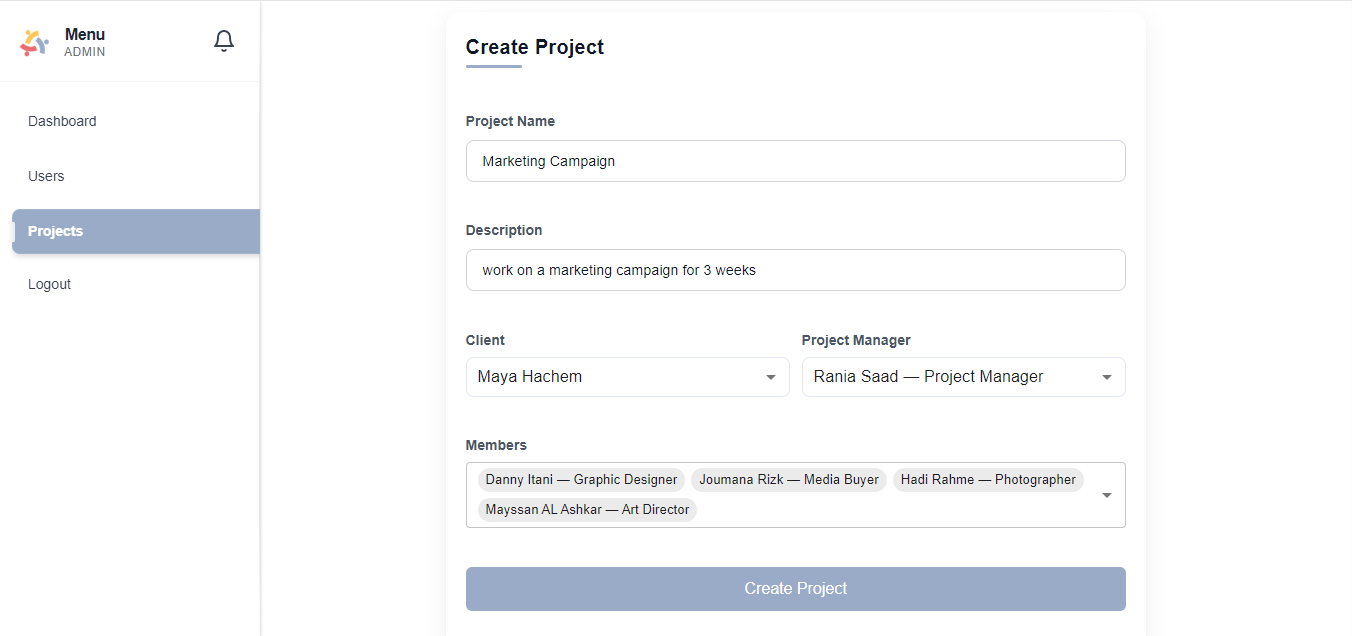 Menu
ADMIN
Dashboard
Users
Projects
Logout
Create Project
Project Name
Marketing Campaign
Description
work on a marketing campaign for 3 weeks
Client
Project Manager
Maya Hachem
Rania Saad — Project Manager
Members
Danny Itani — Graphic Designer
Joumana Rizk — Media Buyer
Hadi Rahme — Photographer
Mayssan AL Ashkar — Art Director
Create Project